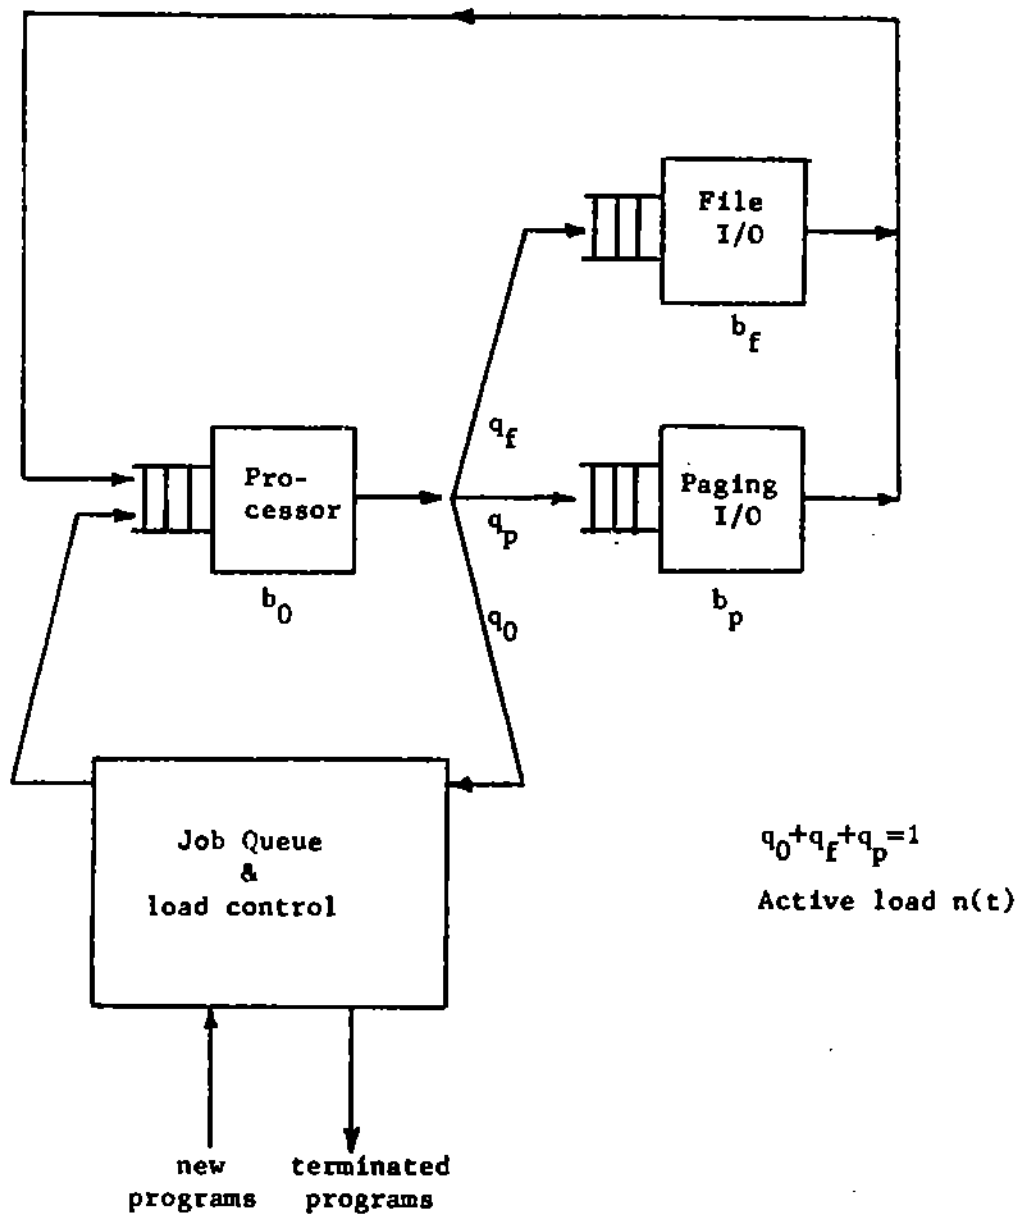 File
I/O
b_f
q_f
Pro-
cessor
b_0
q_p
Paging
I/O
b_p
q_0
Job Queue
&
load control
q_0+q_f+q_p=1
Active load n(t)
new
programs
terminated
programs